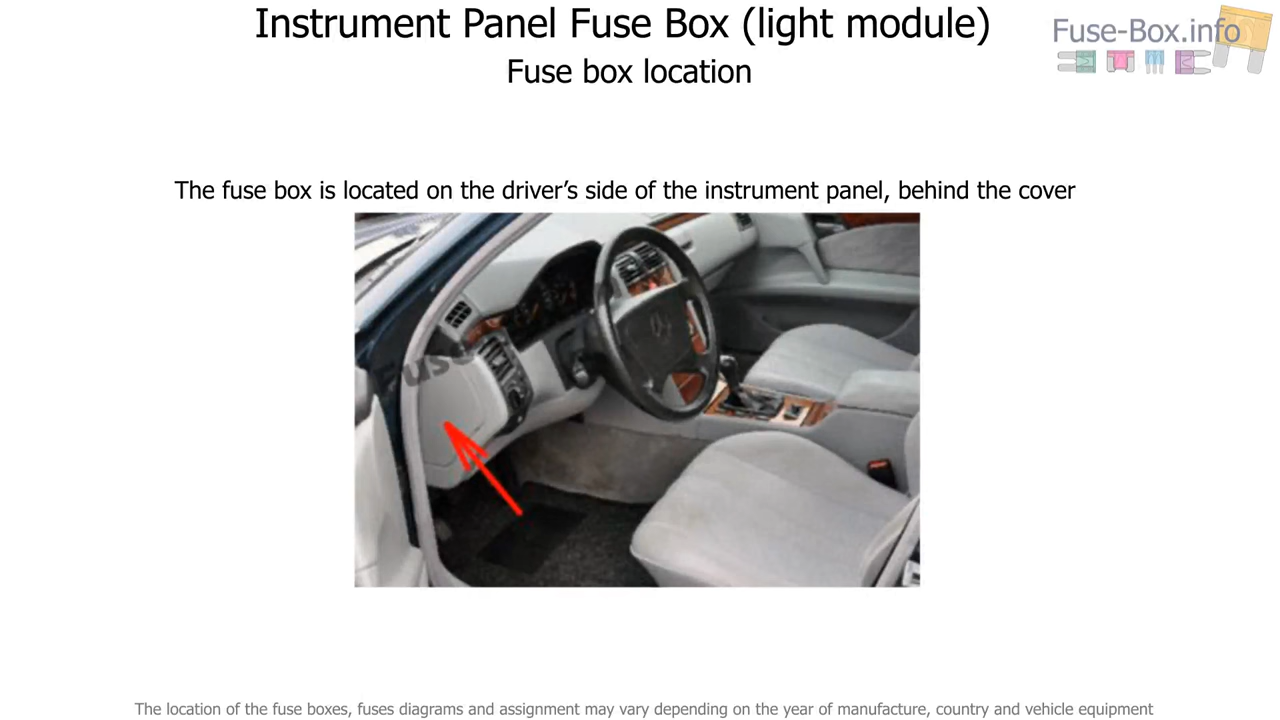 Instrument Panel Fuse Box (light module)
Fuse-Box.info
Fuse box location
The fuse box is located on the driver's side of the instrument panel, behind the cover
Fuse
The location of the fuse boxes, fuses diagrams and assignment may vary depending on the year of manufacture, country and vehicle equipment